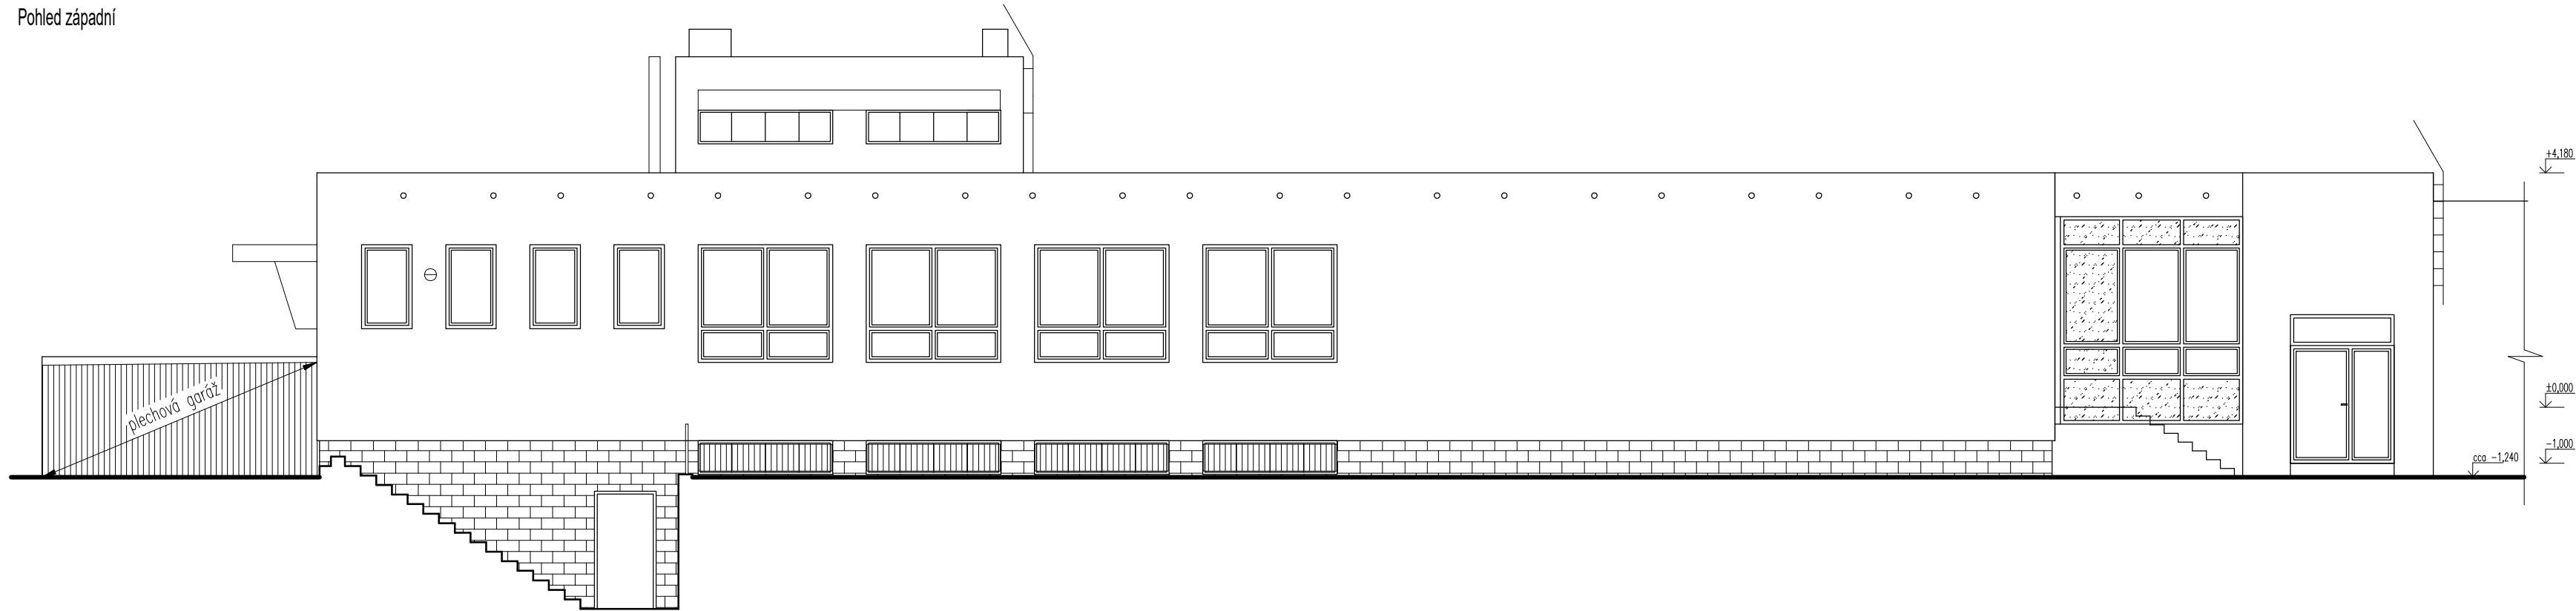 Pohled západní
+4,180
plechová garáž
±0,000
-1,000
cca -1,240